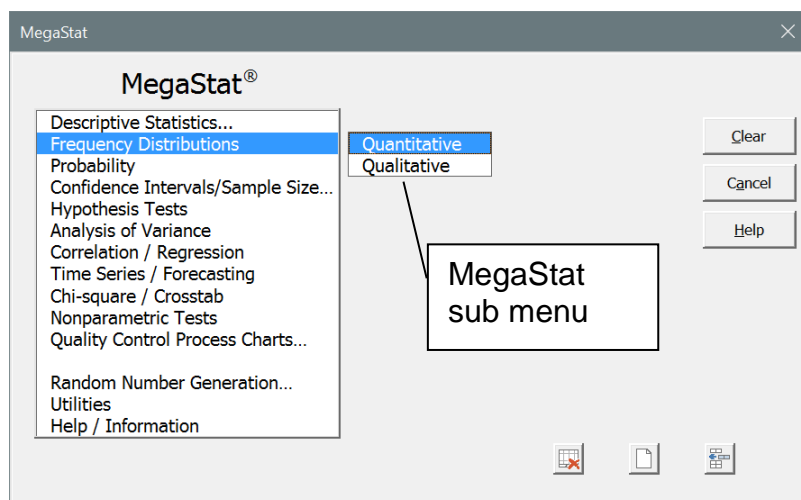 MegaStat
MegaStat®
Descriptive Statistics...
Frequency Distributions
Probability
Confidence Intervals/Sample Size...
Hypothesis Tests
Analysis of Variance
Correlation / Regression
Time Series / Forecasting
Chi-square / Crosstab
Nonparametric Tests
Quality Control Process Charts...
Random Number Generation...
Utilities
Help / Information
Quantitative
Qualitative
MegaStat
sub menu
Clear
Cancel
Help